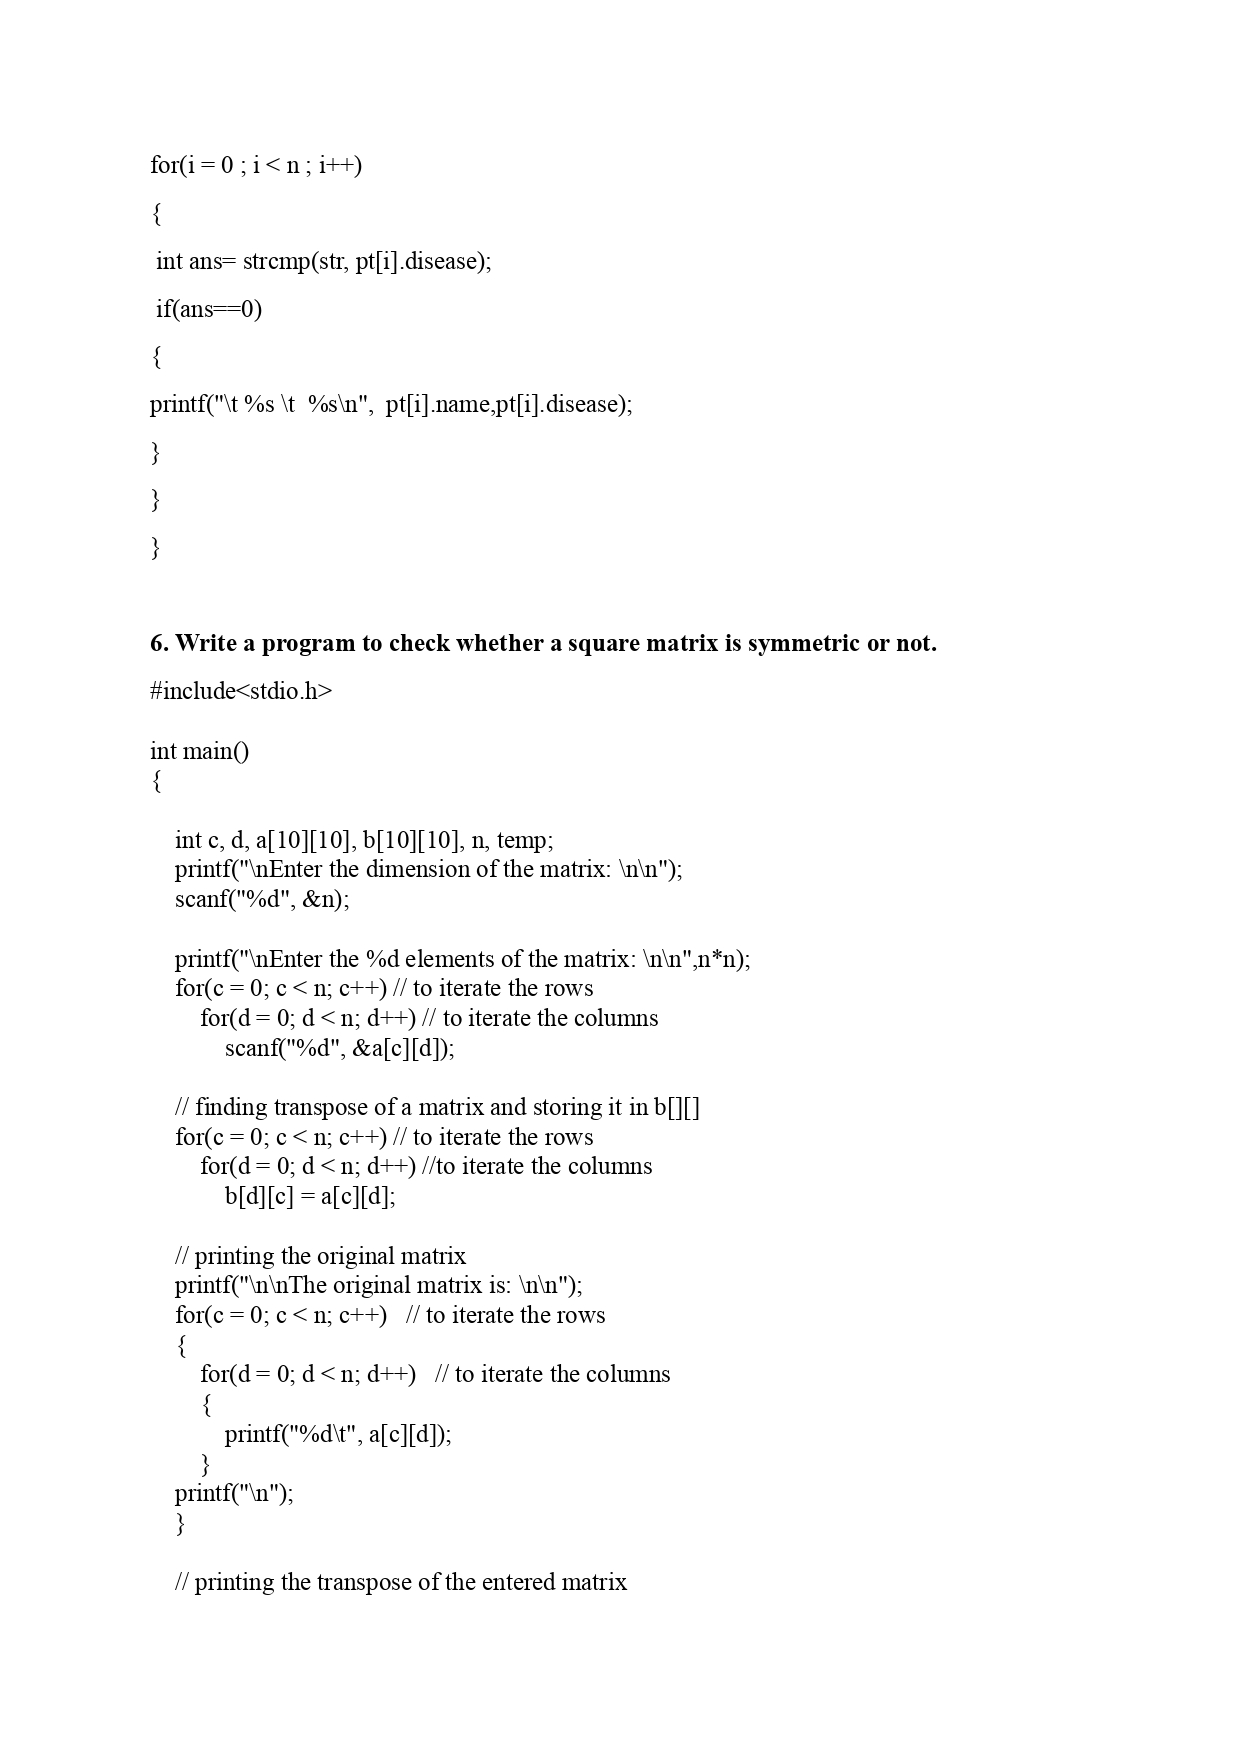 for(i = 0 ; i < n ; i++)
{
 int ans= strcmp(str, pt[i].disease);
 if(ans==0)
{
printf("\t %s \t  %s\n",  pt[i].name,pt[i].disease);
}
}
}
6. Write a program to check whether a square matrix is symmetric or not.
#include<stdio.h>
int main()
{
    int c, d, a[10][10], b[10][10], n, temp;
    printf("\nEnter the dimension of the matrix: \n\n");
    scanf("%d", &n);
    printf("\nEnter the %d elements of the matrix: \n\n",n*n);
    for(c = 0; c < n; c++) // to iterate the rows
        for(d = 0; d < n; d++) // to iterate the columns
            scanf("%d", &a[c][d]);
    // finding transpose of a matrix and storing it in b[][]
    for(c = 0; c < n; c++) // to iterate the rows
        for(d = 0; d < n; d++) //to iterate the columns
            b[d][c] = a[c][d];
    // printing the original matrix
    printf("\n\nThe original matrix is: \n\n");
    for(c = 0; c < n; c++)   // to iterate the rows
    {
        for(d = 0; d < n; d++)   // to iterate the columns
        {
            printf("%d\t", a[c][d]);
        }
    printf("\n");
    }
    // printing the transpose of the entered matrix